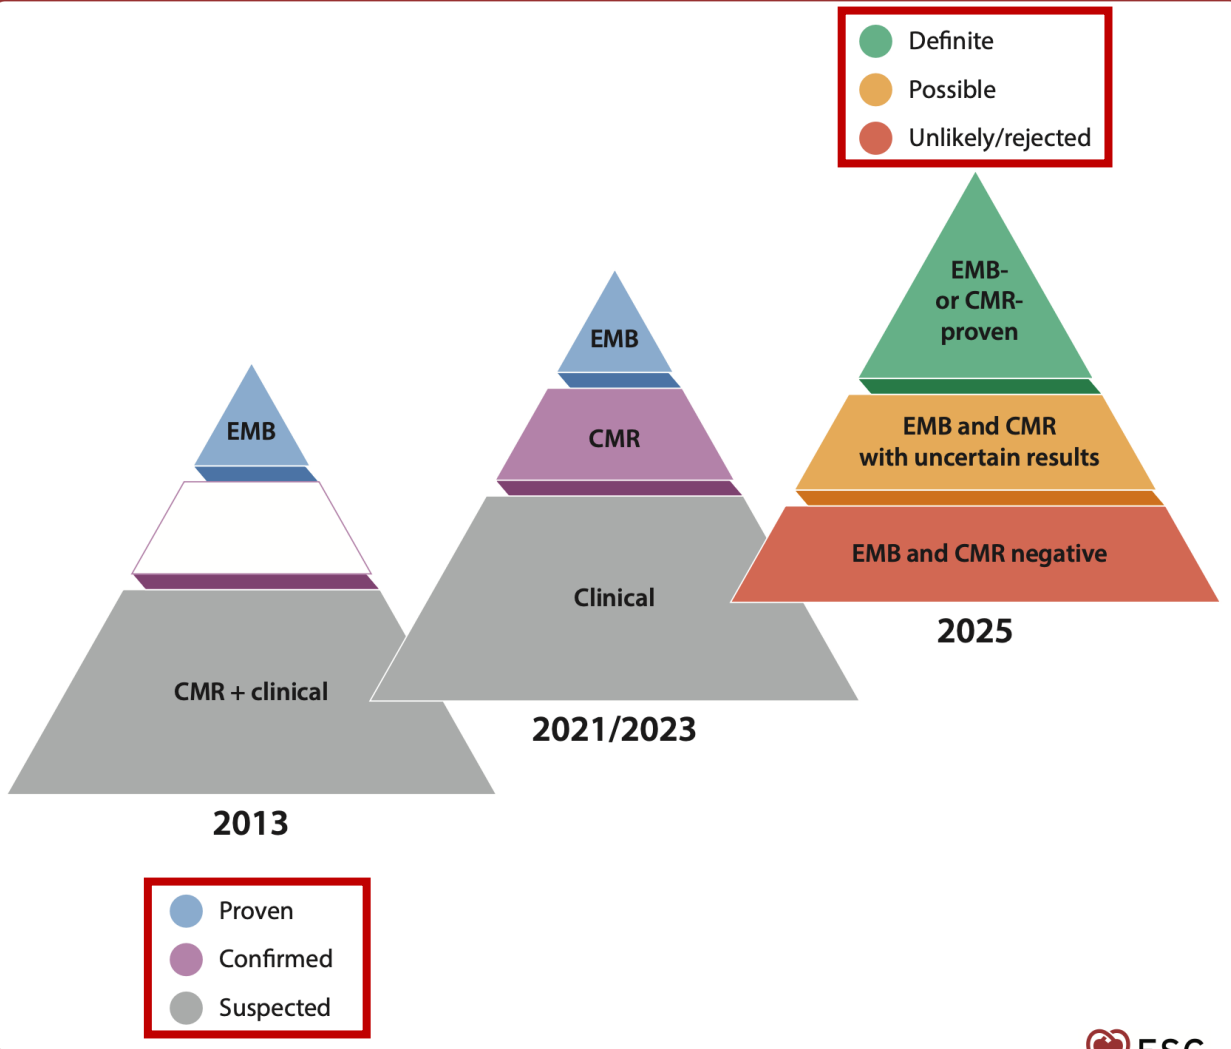 Definite
Possible
Unlikely/rejected
EMB-
or CMR-
proven
EMB and CMR
with uncertain results
EMB and CMR negative
2025
EMB
CMR
Clinical
2021/2023
EMB
CMR + clinical
2013
Proven
Confirmed
Suspected
ESC